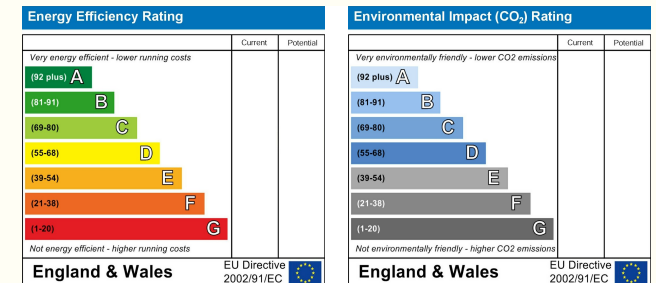 Energy Efficiency Rating
Current Potential
Very energy efficient - lower running costs
(92 plus) A
(81-91) B
(69-80) C
(55-68) D
(39-54) E
(21-38) F
(1-20) G
Not energy efficient - higher running costs
England & Wales
EU Directive
2002/91/EC
Environmental Impact (CO₂) Rating
Current Potential
Very environmentally friendly - lower CO2 emissions
(92 plus) A
(81-91) B
(69-80) C
(55-68) D
(39-54) E
(21-38) F
(1-20) G
Not environmentally friendly - higher CO2 emissions
England & Wales
EU Directive
2002/91/EC